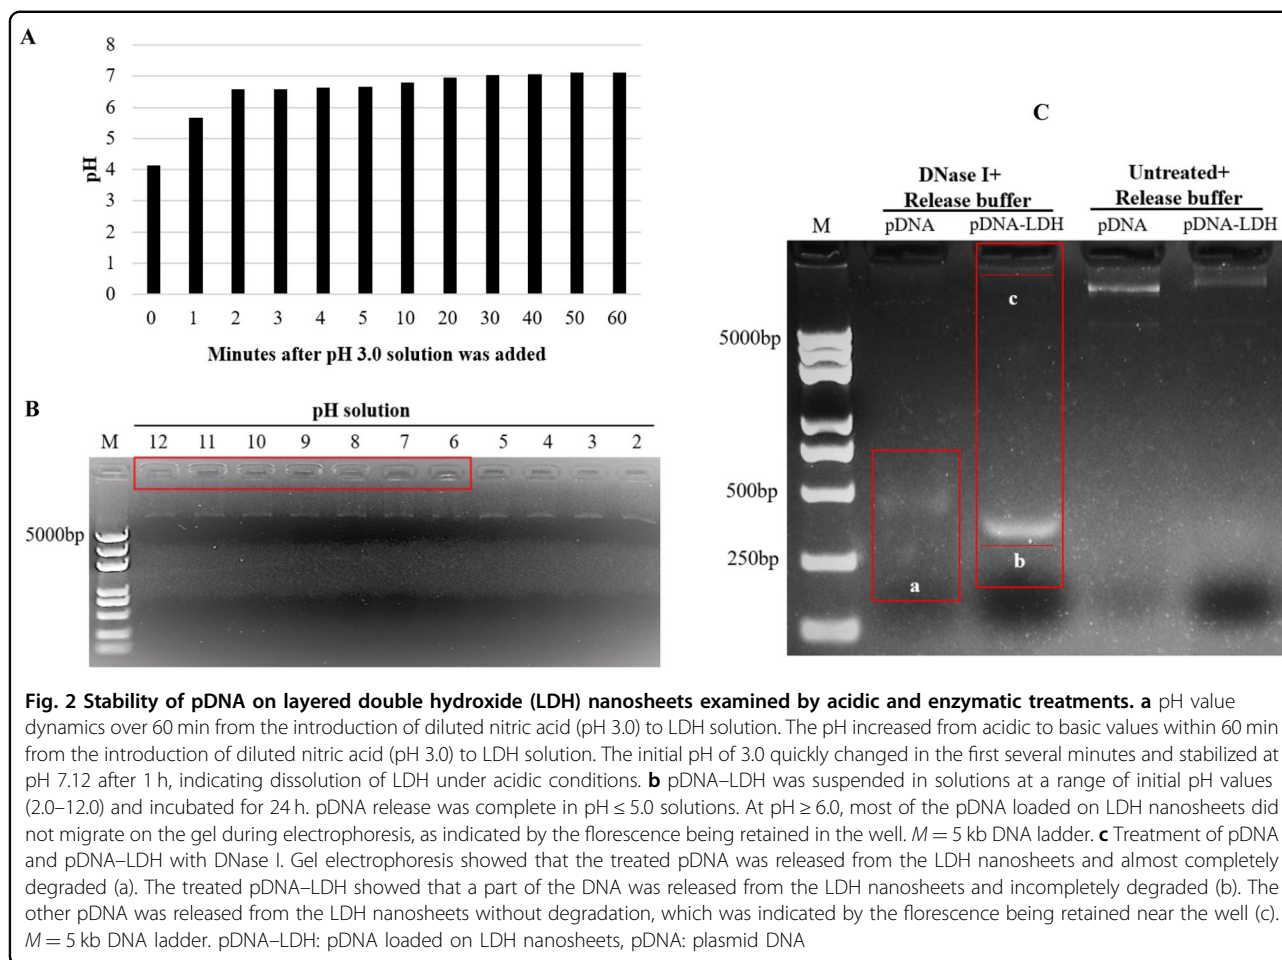 A
8
7
6
5
4
3
2
1
0
pH
0 1 2 3 4 5 10 20 30 40 50 60
Minutes after pH 3.0 solution was added
B
pH solution
M 12 11 10 9 8 7 6 5 4 3 2
5000bp
C
DNase I+ Untreated+
Release buffer Release buffer
M pDNA pDNA-LDH pDNA pDNA-LDH
c
5000bp
500bp
250bp
b
a
Fig. 2 Stability of pDNA on layered double hydroxide (LDH) nanosheets examined by acidic and enzymatic treatments. a pH value
dynamics over 60 min from the introduction of diluted nitric acid (pH 3.0) to LDH solution. The pH increased from acidic to basic values within 60 min
from the introduction of diluted nitric acid (pH 3.0) to LDH solution. The initial pH of 3.0 quickly changed in the first several minutes and stabilized at
pH 7.12 after 1 h, indicating dissolution of LDH under acidic conditions. b pDNA–LDH was suspended in solutions at a range of initial pH values
(2.0–12.0) and incubated for 24 h. pDNA release was complete in pH ≤ 5.0 solutions. At pH ≥ 6.0, most of the pDNA loaded on LDH nanosheets did
not migrate on the gel during electrophoresis, as indicated by the florescence being retained in the well. M = 5 kb DNA ladder. c Treatment of pDNA
and pDNA–LDH with DNase I. Gel electrophoresis showed that the treated pDNA was released from the LDH nanosheets and almost completely
degraded (a). The treated pDNA–LDH showed that a part of the DNA was released from the LDH nanosheets and incompletely degraded (b). The
other pDNA was released from the LDH nanosheets without degradation, which was indicated by the florescence being retained near the well (c).
M = 5 kb DNA ladder. pDNA–LDH: pDNA loaded on LDH nanosheets, pDNA: plasmid DNA